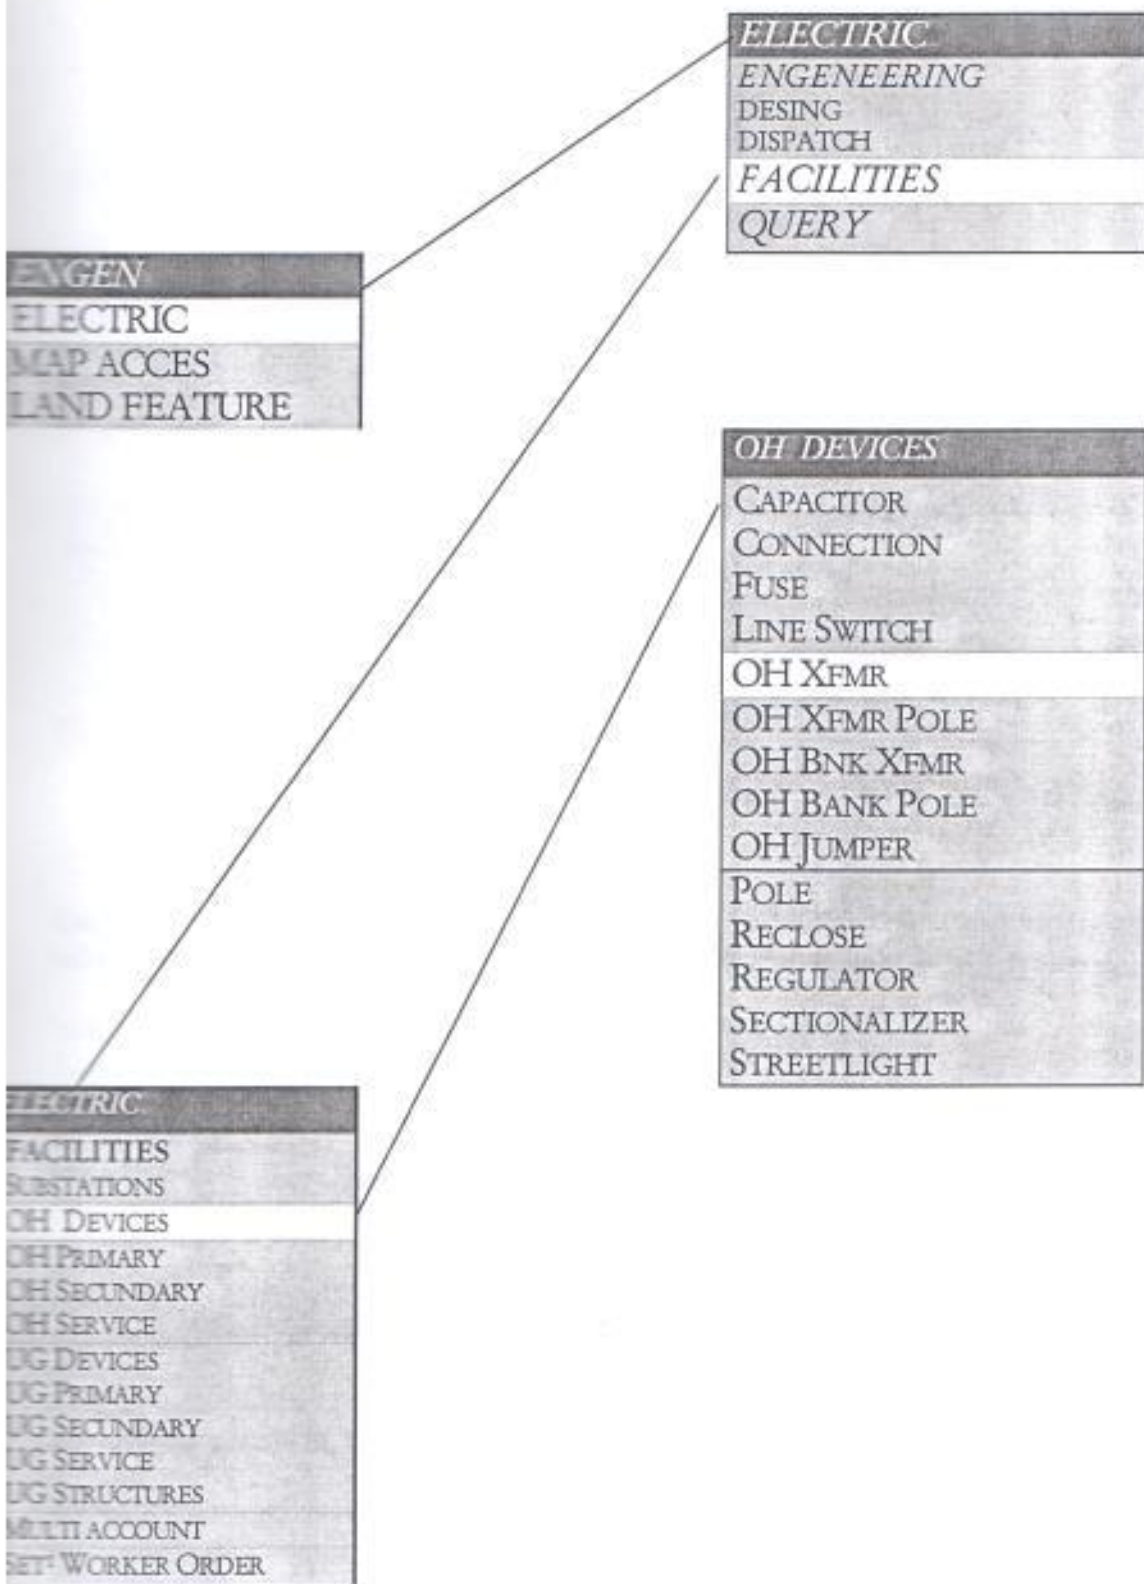 ELECTRIC
ENGENEERING
DESING
DISPATCH
FACILITIES
QUERY
ENGEN
ELECTRIC
MAP ACCES
LAND FEATURE
OH DEVICES
CAPACITOR
CONNECTION
FUSE
LINE SWITCH
OH XFMR
OH XFMR POLE
OH BNK XFMR
OH BANK POLE
OH JUMPER
POLE
RECLOSE
REGULATOR
SECTIONALIZER
STREETLIGHT
ELECTRIC
FACILITIES
SUBSTATIONS
OH DEVICES
OH PRIMARY
OH SECUNDARY
OH SERVICE
UG DEVICES
UG PRIMARY
UG SECUNDARY
UG SERVICE
UG STRUCTURES
MULTI ACCOUNT
SET- WORKER ORDER